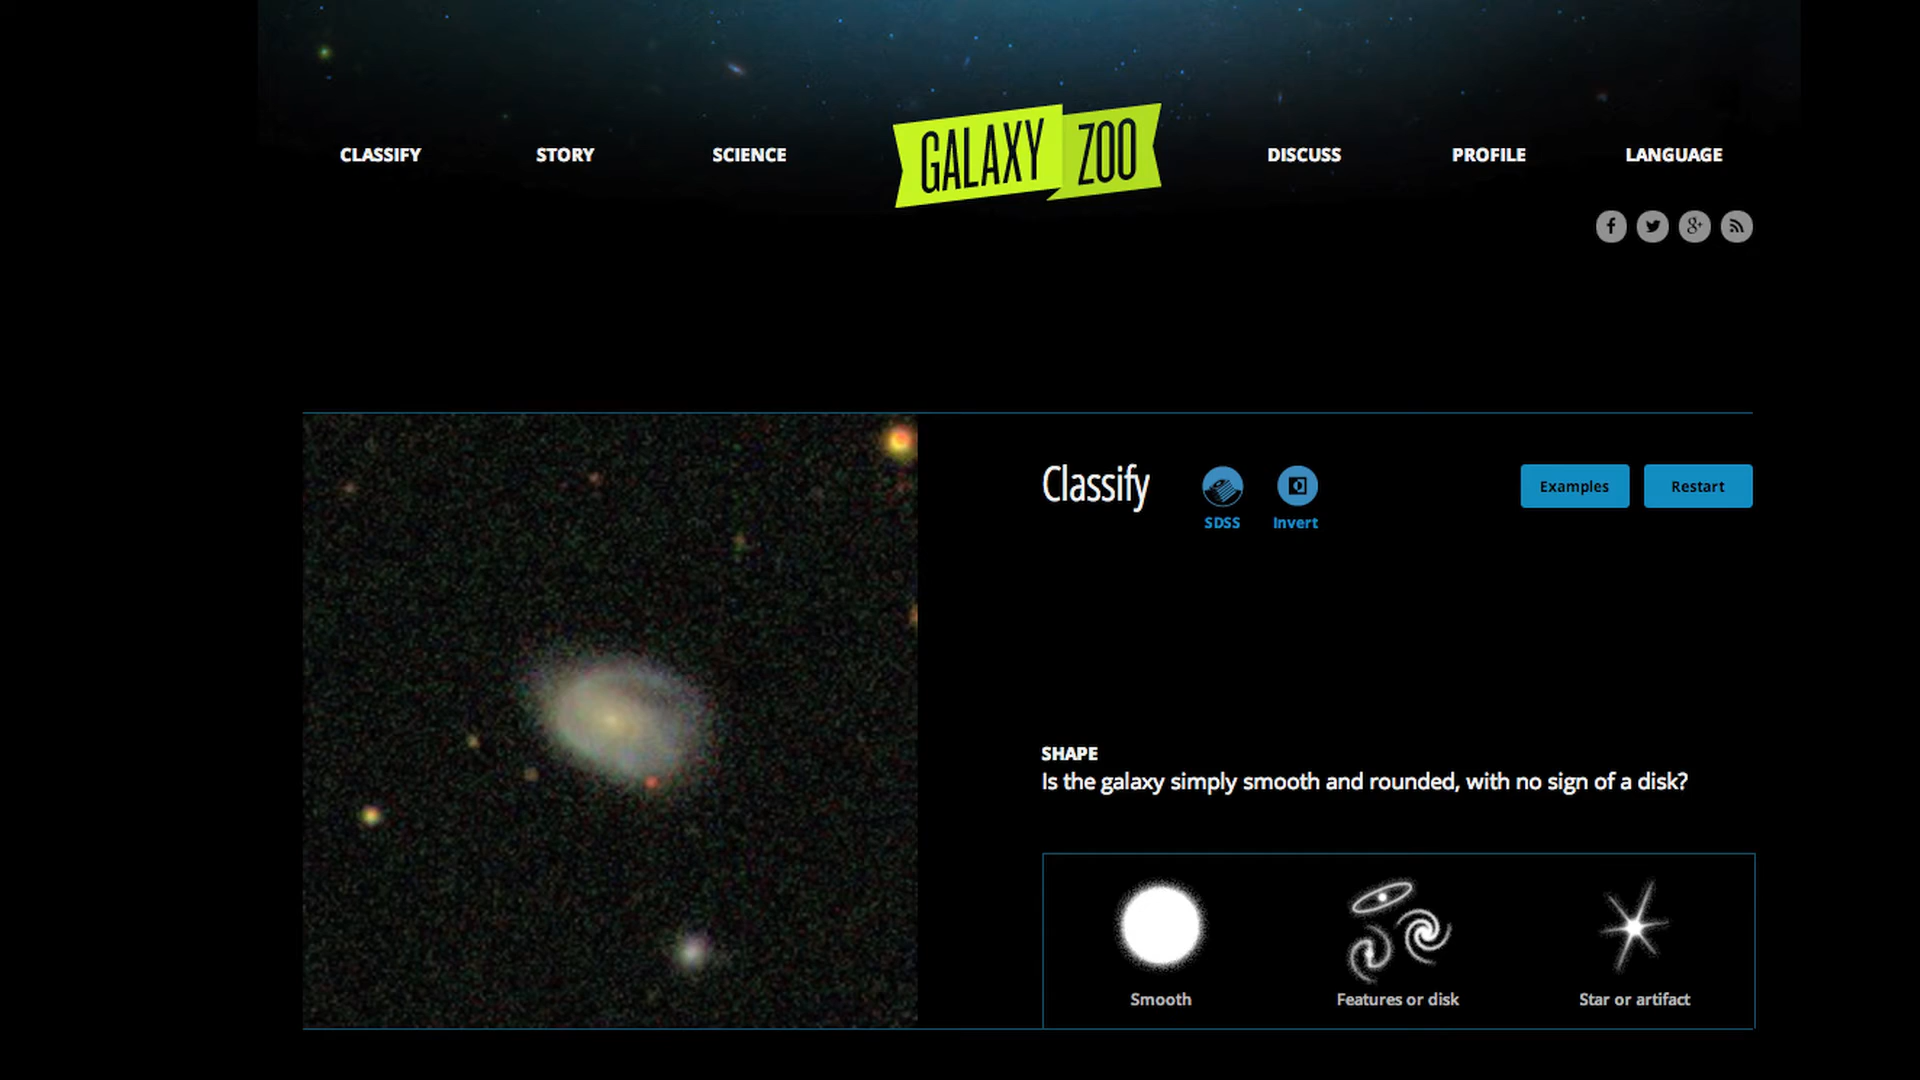 CLASSIFY STORY SCIENCE GALAXY ZOO DISCUSS PROFILE LANGUAGE
f 8+
Classify SDSS Invert Examples Restart
SHAPE
Is the galaxy simply smooth and rounded, with no sign of a disk?
Smooth Features or disk Star or artifact